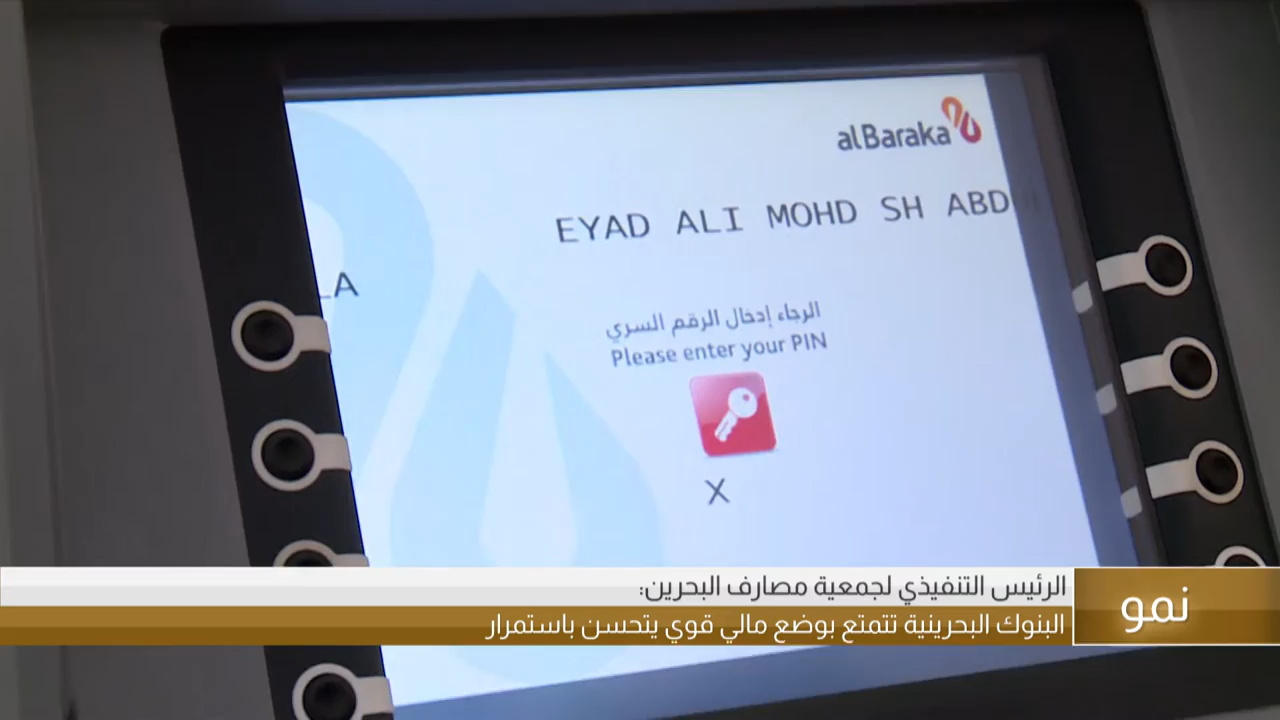 alBaraka
EYAD ALI MOHD SH ABD
LA
الرجاء إدخال الرقم السري
Please enter your PIN
X
نمو
الرئيس التنفيذي لجمعية مصارف البحرين:
البنوك البحرينية تتمتع بوضع مالي قوي يتحسن باستمرار